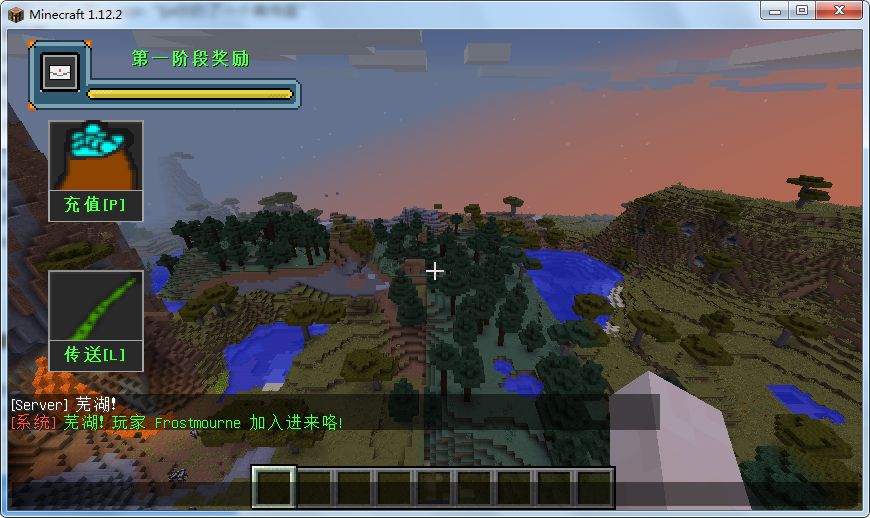 Minecraft 1.12.2
第一阶段奖励
充值[P]
传送[L]
[Server] 芜湖!
[系统] 芜湖! 玩家 Frostmourne 加入进来咯!